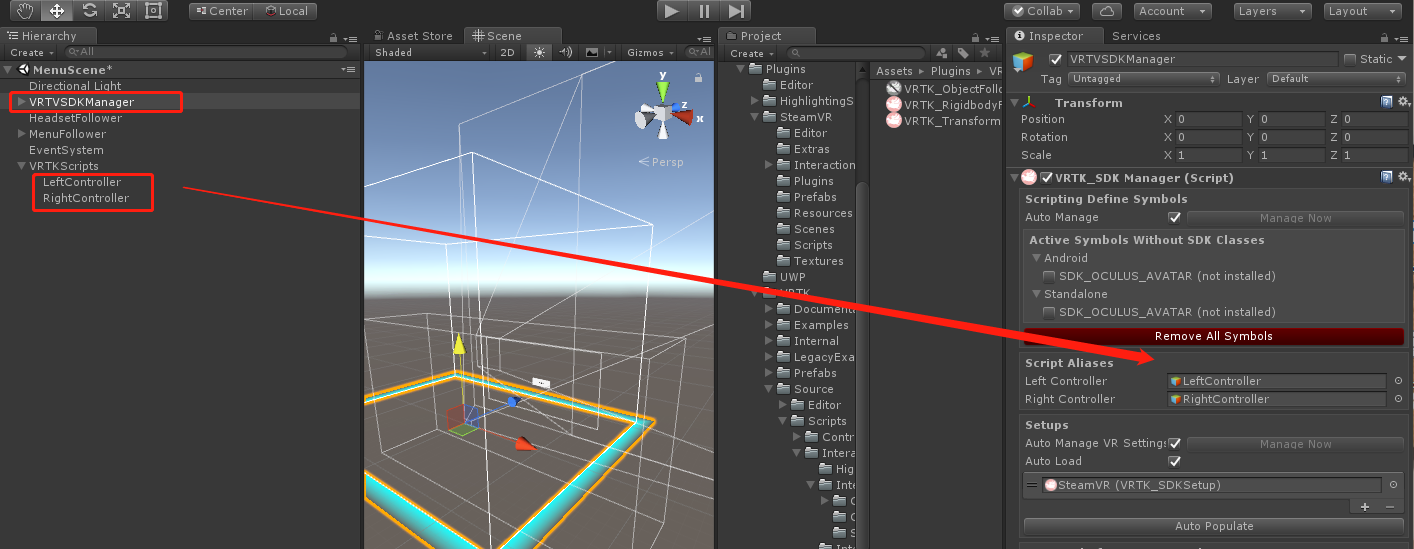 Center Local
Collab Account Layers Layout
Hierarchy
Create All
MenuScene*
Directional Light
VRTVSDKManager
HeadsetFollower
MenuFollower
EventSystem
VRTKScripts
LeftController
RightController
Asset Store Scene
Shaded 2D Gizmos All
y
z
x
Persp
Project
Create
Plugins
Editor
HighlightingS
SteamVR
Editor
Extras
Interaction
Plugins
Prefabs
Resources
Scenes
Scripts
Textures
UWP
VRTK
Document
Examples
Internal
LegacyExa
Prefabs
Source
Editor
Scripts
Contr
Intera
Hig
Inte
C
C
S
Inte
Assets Plugins VR
VRTK_ObjectFollo
VRTK_RigidbodyF
VRTK_Transform
Inspector Services
VRTVSDKManager Static
Tag Untagged Layer Default
Transform
Position X 0 Y 0 Z 0
Rotation X 0 Y 0 Z 0
Scale X 1 Y 1 Z 1
VRTK_SDK Manager (Script)
Scripting Define Symbols
Auto Manage Manage Now
Active Symbols Without SDK Classes
Android
SDK_OCULUS_AVATAR (not installed)
Standalone
SDK_OCULUS_AVATAR (not installed)
Remove All Symbols
Script Aliases
Left Controller LeftController
Right Controller RightController
Setups
Auto Manage VR Settings Manage Now
Auto Load
SteamVR (VRTK_SDKSetup)
Auto Populate